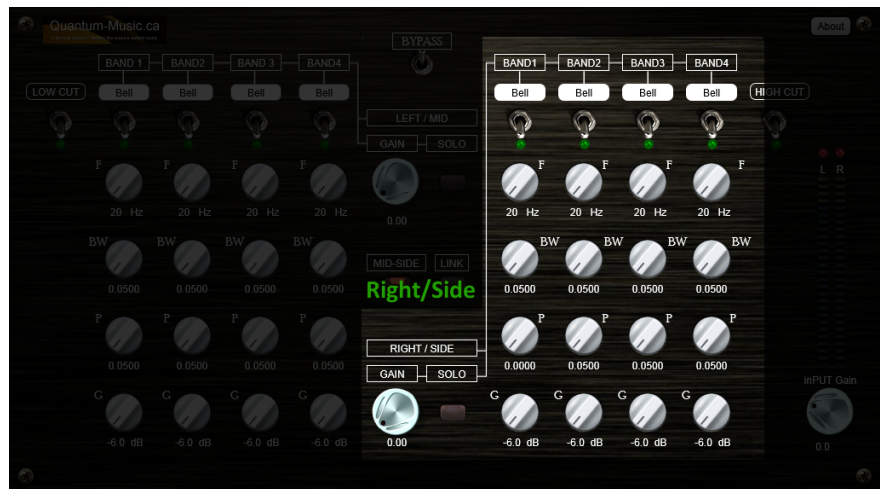 Quantum-Music.ca
About
BYPASS
BAND 1 BAND2 BAND 3 BAND4
BAND1 BAND2 BAND3 BAND4
LOW CUT Bell Bell Bell Bell
Bell Bell Bell Bell HIGH CUT
LEFT / MID
GAIN SOLO
F F F F
F F F F
L R
20 Hz 20 Hz 20 Hz 20 Hz
0.00
20 Hz 20 Hz 20 Hz 20 Hz
BW BW BW BW
BW BW BW BW
MID-SIDE LINK
0.0500 0.0500 0.0500 0.0500
Right/Side
0.0500 0.0500 0.0500 0.0500
P P P P
P P P P
RIGHT / SIDE
0.0500 0.0500 0.0500 0.0500
GAIN SOLO
0.0000 0.0500 0.0500 0.0500
inPUT Gain
G G G G
G G G G
-6.0 dB -6.0 dB -6.0 dB -6.0 dB
0.00
-6.0 dB -6.0 dB -6.0 dB -6.0 dB
0.0